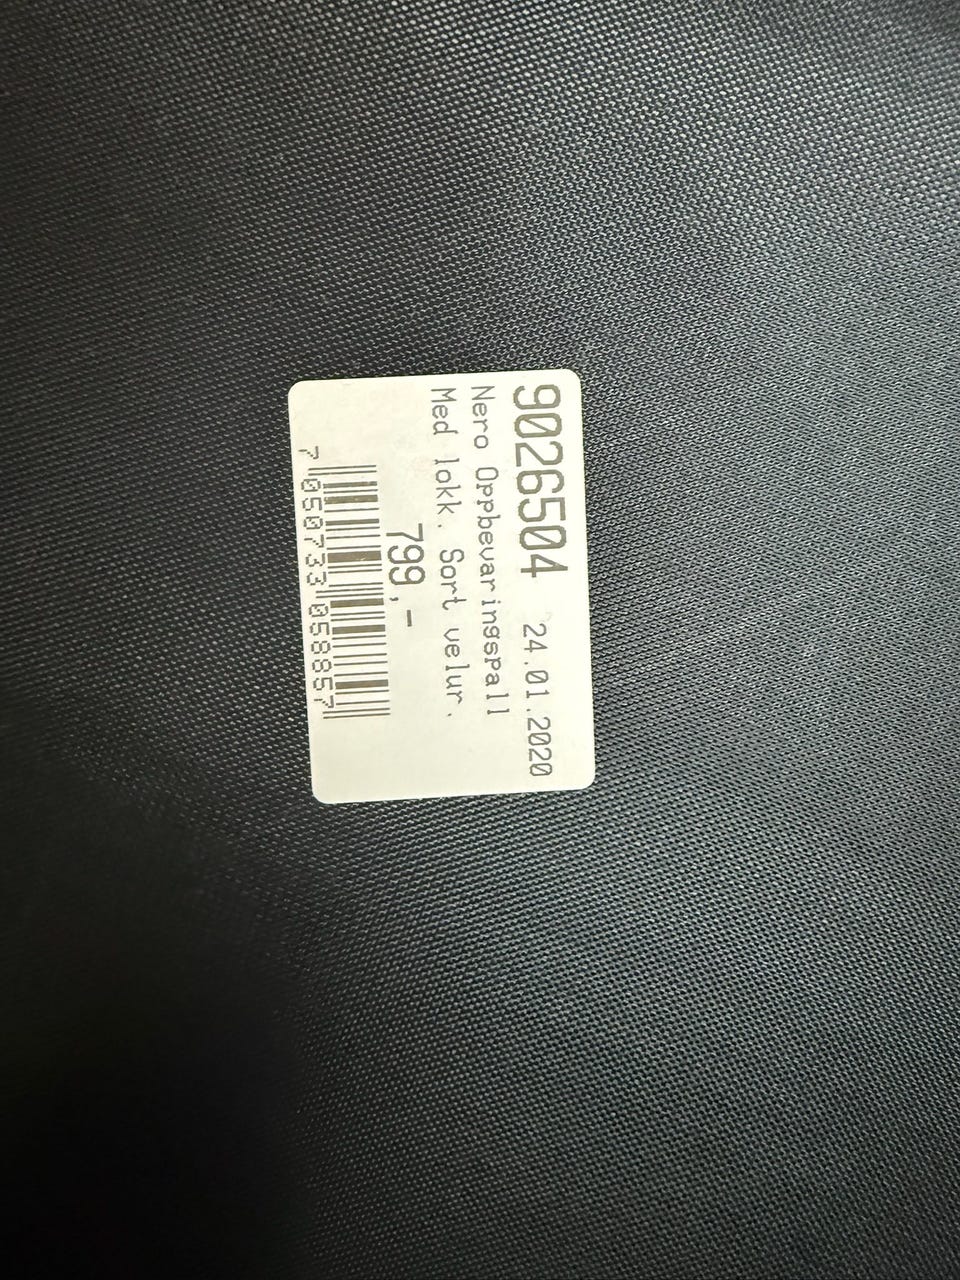 9026504 24.01.2020
Nero Oppbevaringspall
Med lokk. Sort velur.
799,-
7 050733 058857